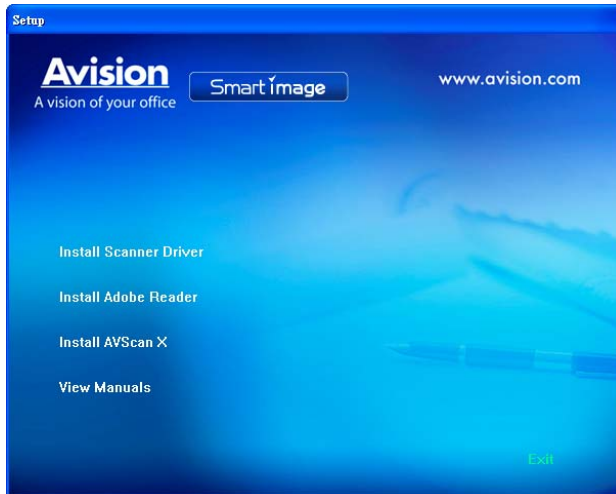 Setup
Avision
A vision of your office
Smart image
www.avision.com
Install Scanner Driver
Install Adobe Reader
Install AVScan X
View Manuals
Exit